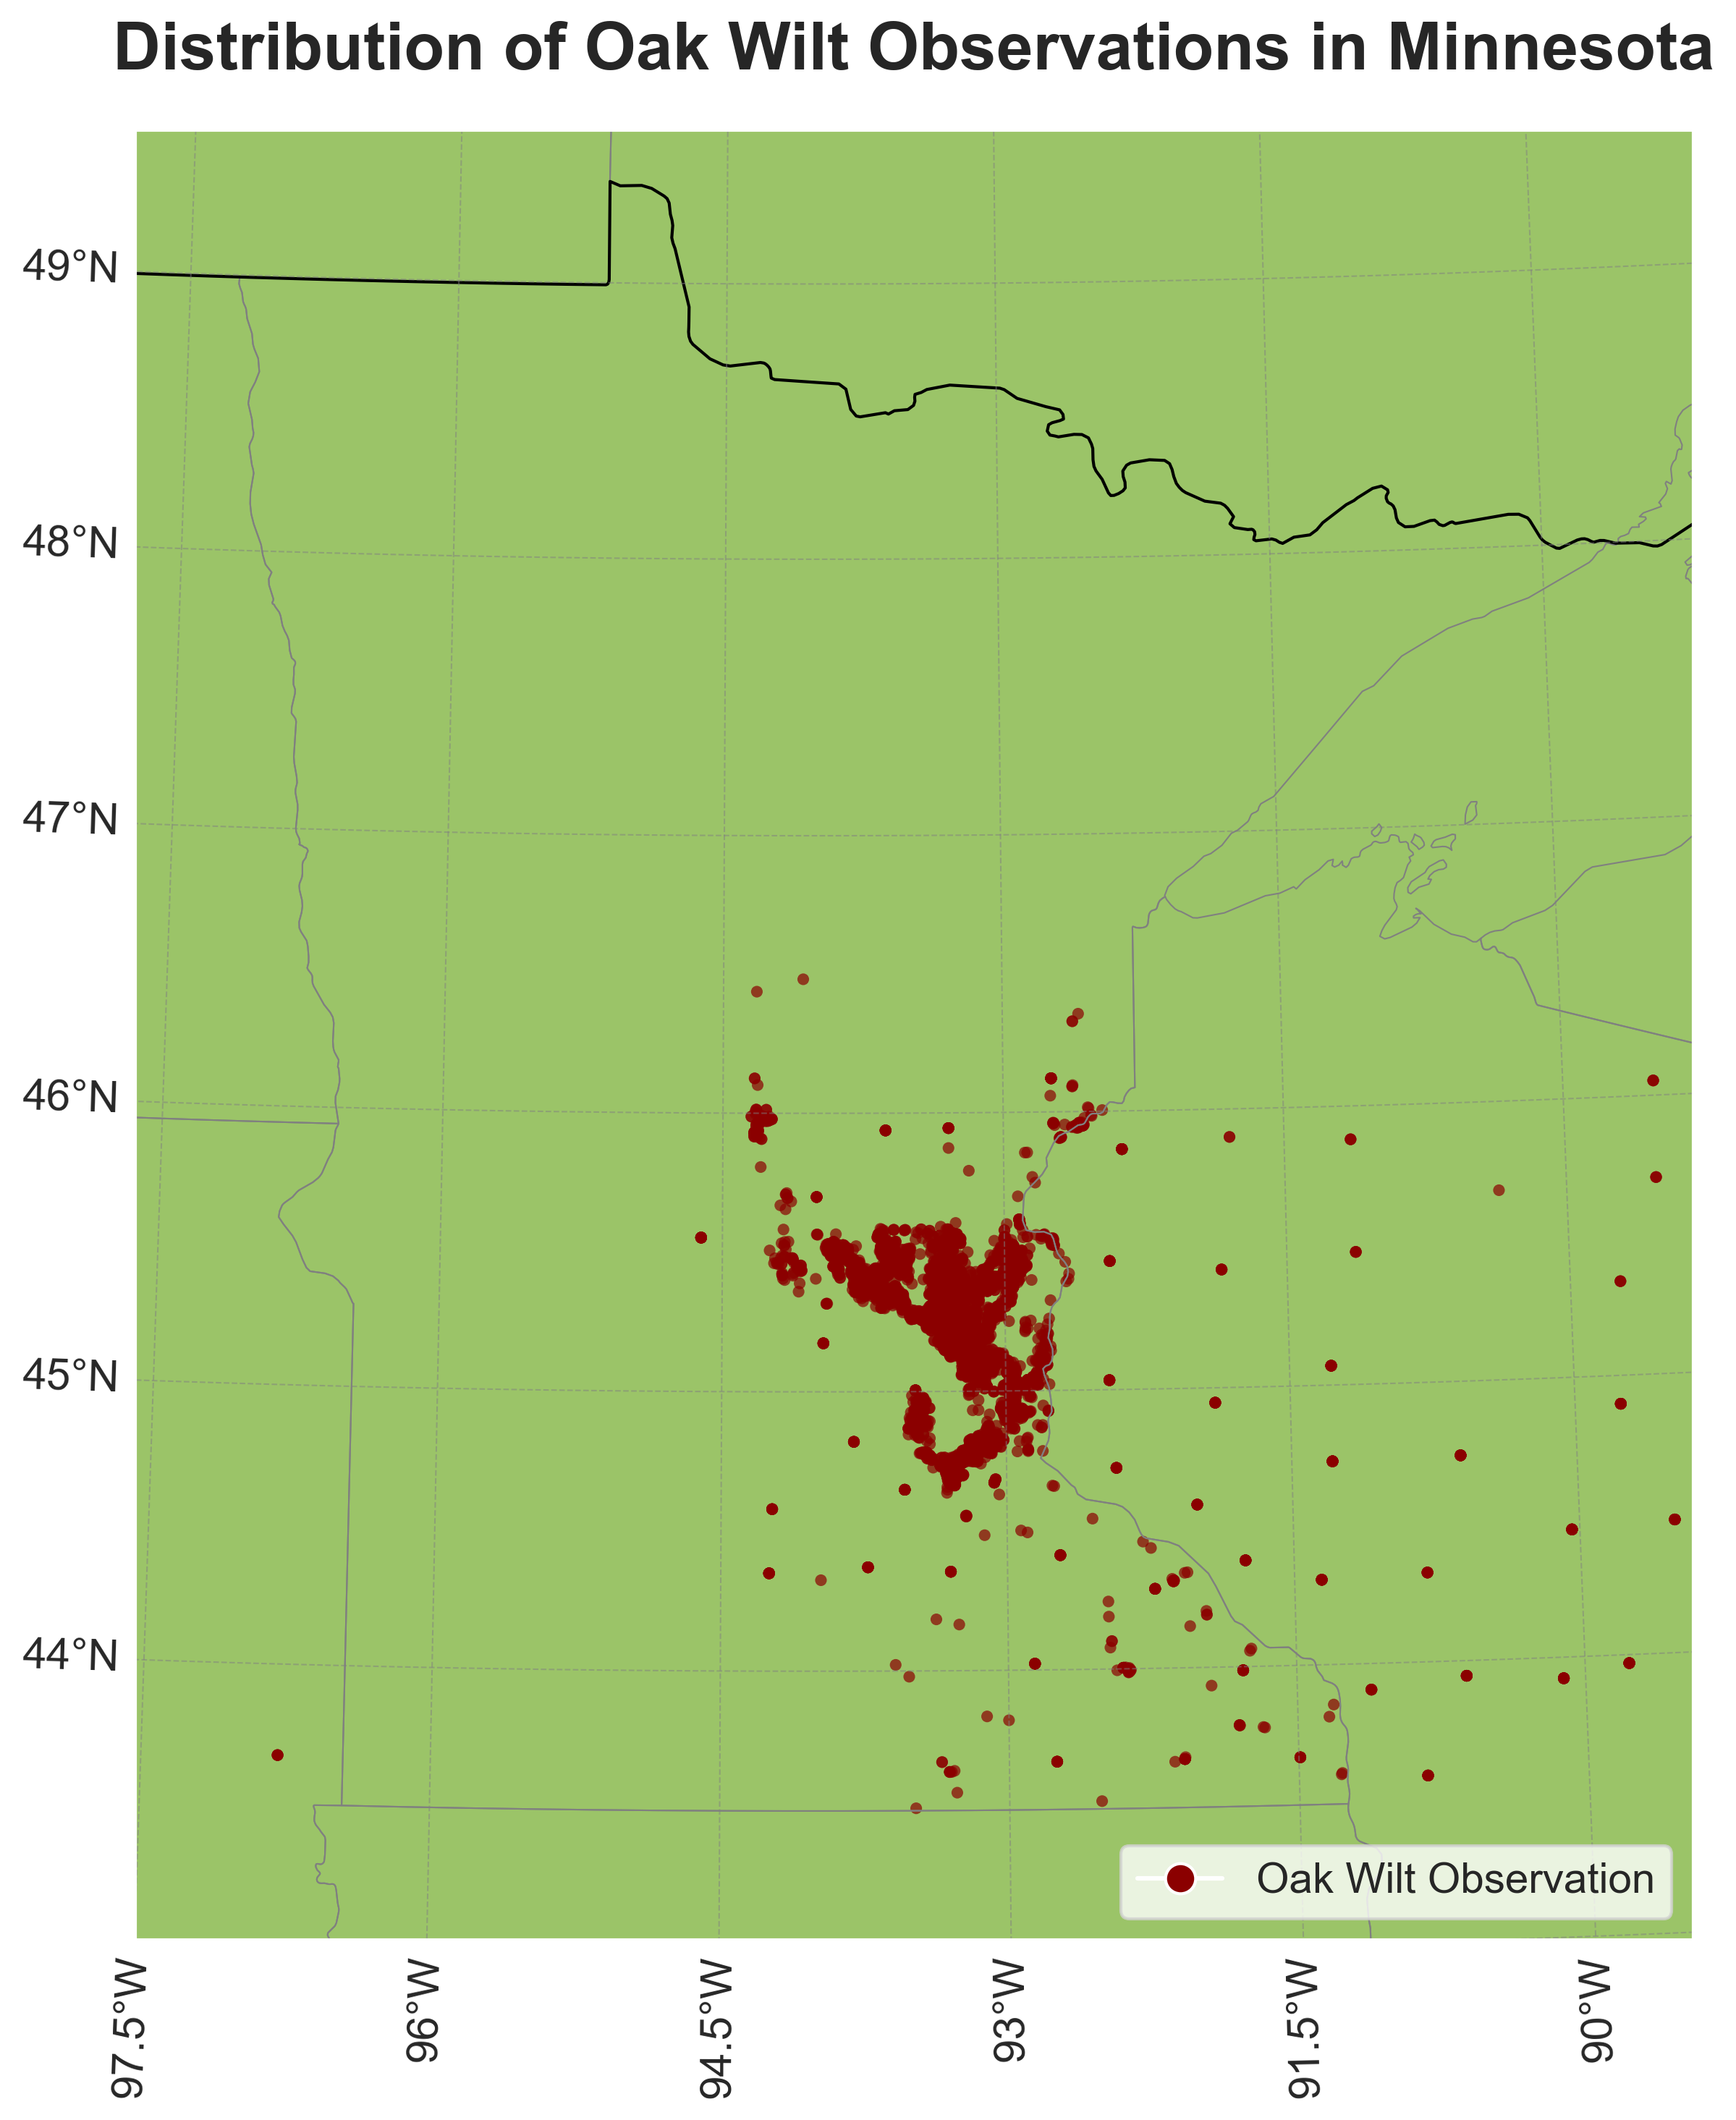 Distribution of Oak Wilt Observations in Minnesota
49°N
48°N
47°N
46°N
45°N
44°N
Oak Wilt Observation
97.5°W
96°W
94.5°W
93°W
91.5°W
90°W